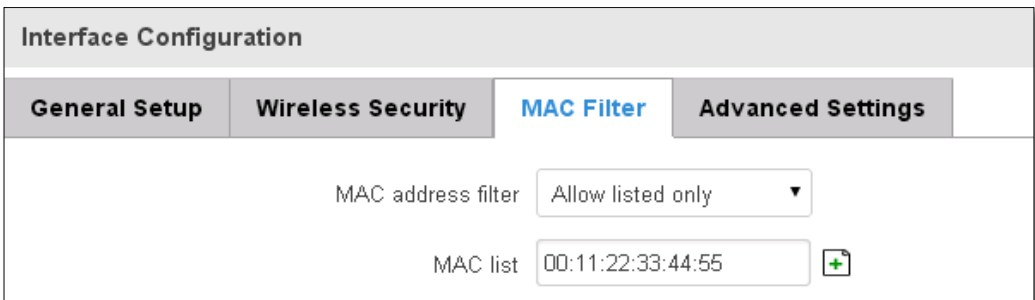 Interface Configuration
General Setup Wireless Security MAC Filter Advanced Settings
MAC address filter Allow listed only
MAC list 00:11:22:33:44:55